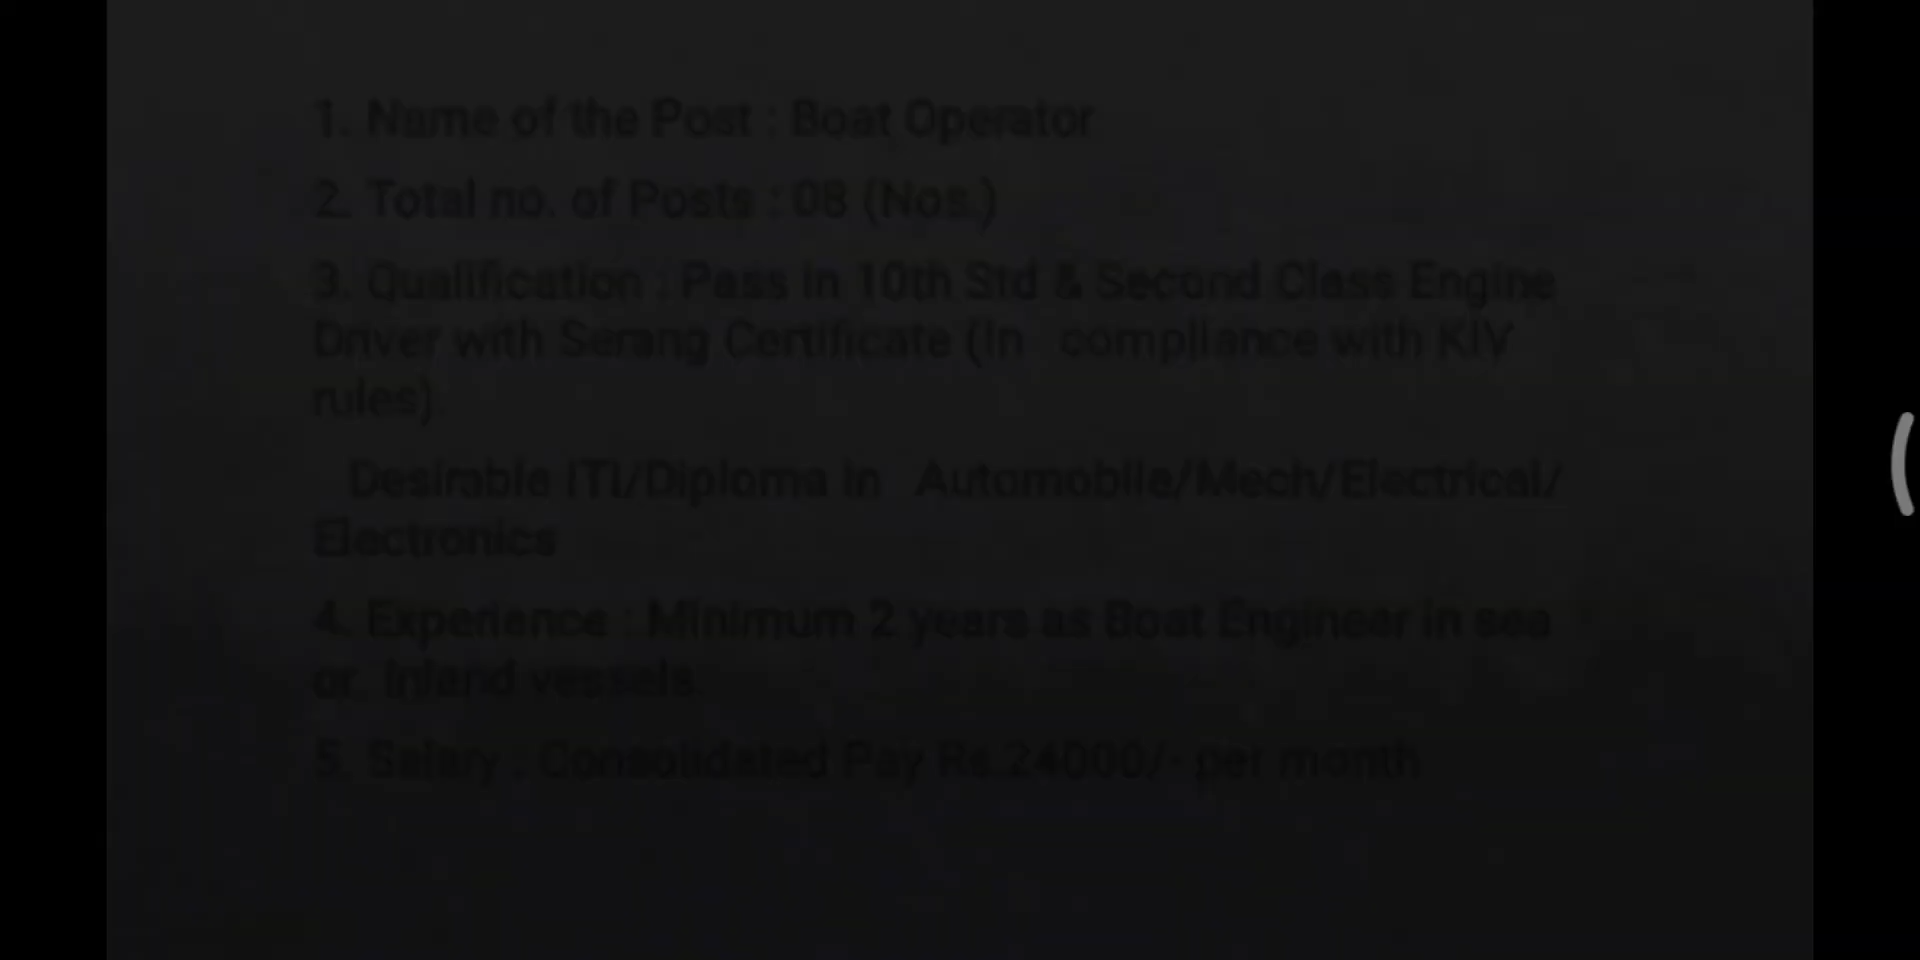 1. Name of the Post : Boat Operator
2. Total no. of Posts : 08 (Nos.)
3. Qualification : Pass in 10th Std & Second Class Engine
Driver with Serang Certificate (In compliance with KIV
rules)
Desirable ITI/Diploma in Automobile/Mech/Electrical/
Electronics
4. Experience : Minimum 2 years as Boat Engineer in sea
or Inland vessels
5. Salary : Consolidated Pay Rs.24000/- per month